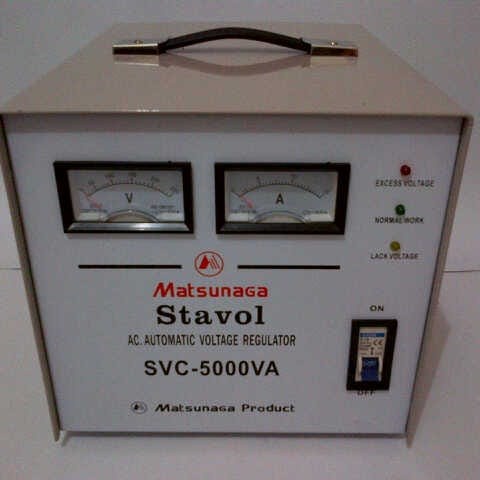 V
A
EXCESS VOLTAGE
NORMAL WORK
LACK VOLTAGE
Matsunaga
Stavol
AC. AUTOMATIC VOLTAGE REGULATOR
SVC-5000VA
ON
OFF
Matsunaga Product